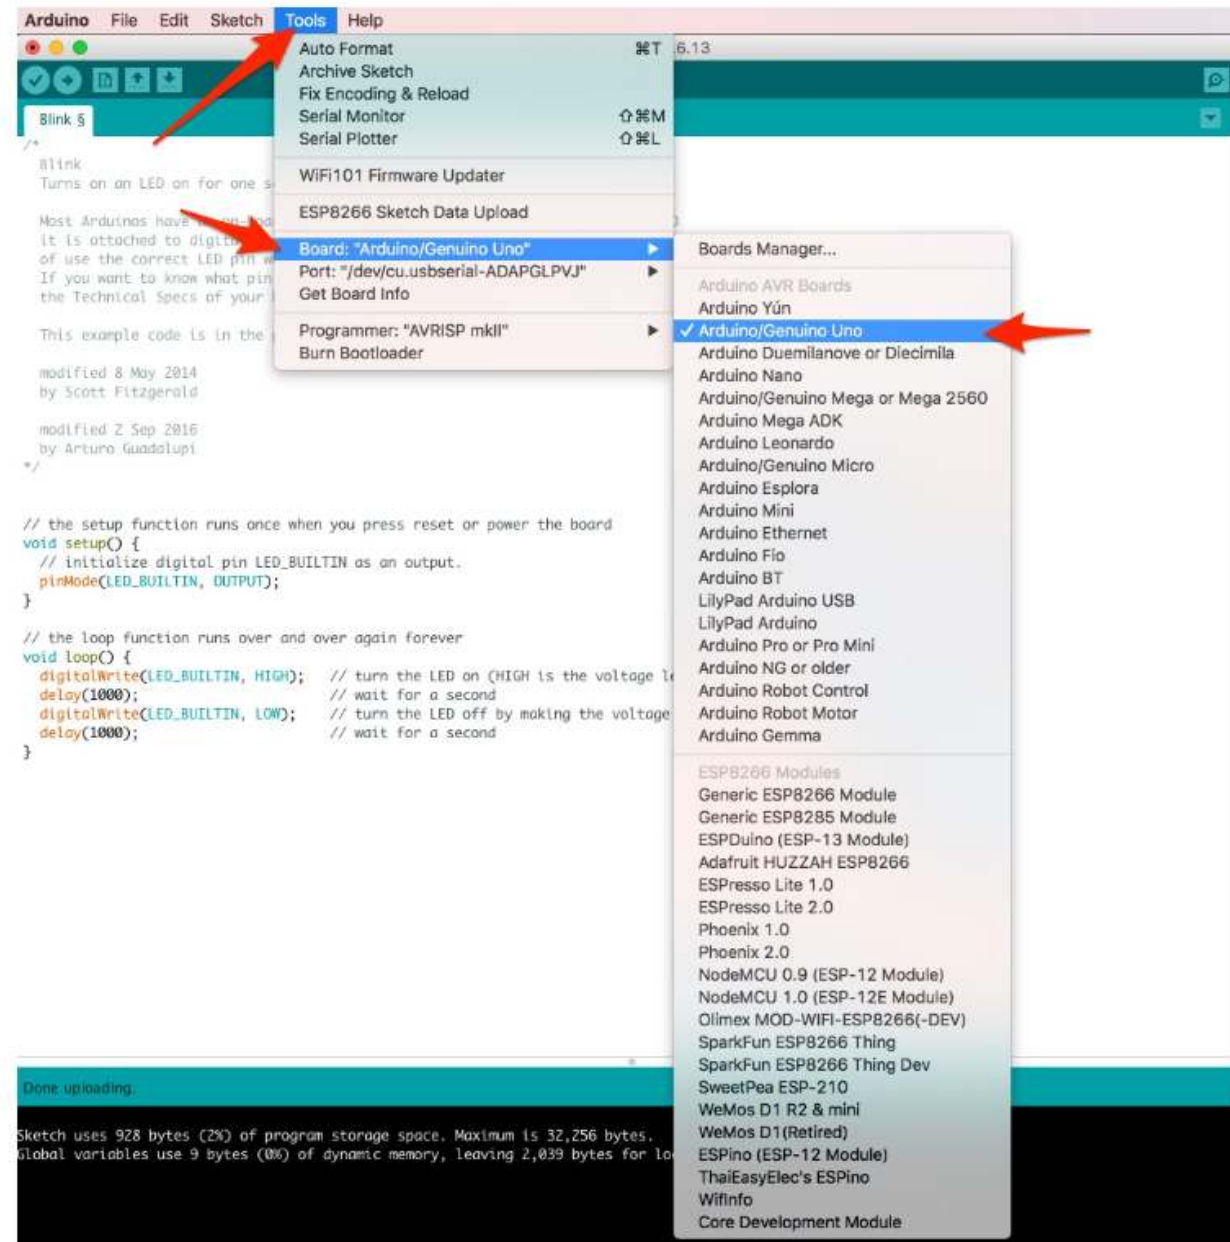 Arduino File Edit Sketch Tools Help
6.13
Auto Format ⌘T
Archive Sketch
Fix Encoding & Reload
Serial Monitor ⇧⌘M
Serial Plotter ⇧⌘L
WiFi101 Firmware Updater
ESP8266 Sketch Data Upload
Board: "Arduino/Genuino Uno"
Port: "/dev/cu.usbserial-ADAPGLPVJ"
Get Board Info
Programmer: "AVRISP mkII"
Burn Bootloader
Boards Manager...
Arduino AVR Boards
Arduino Yún
✓ Arduino/Genuino Uno
Arduino Duemilanove or Diecimila
Arduino Nano
Arduino/Genuino Mega or Mega 2560
Arduino Mega ADK
Arduino Leonardo
Arduino/Genuino Micro
Arduino Esplora
Arduino Mini
Arduino Ethernet
Arduino Fio
Arduino BT
LilyPad Arduino USB
LilyPad Arduino
Arduino Pro or Pro Mini
Arduino NG or older
Arduino Robot Control
Arduino Robot Motor
Arduino Gemma
ESP8266 Modules
Generic ESP8266 Module
Generic ESP8285 Module
ESPDuino (ESP-13 Module)
Adafruit HUZZAH ESP8266
ESPresso Lite 1.0
ESPresso Lite 2.0
Phoenix 1.0
Phoenix 2.0
NodeMCU 0.9 (ESP-12 Module)
NodeMCU 1.0 (ESP-12E Module)
Olimex MOD-WIFI-ESP8266(-DEV)
SparkFun ESP8266 Thing
SparkFun ESP8266 Thing Dev
SweetPea ESP-210
WeMos D1 R2 & mini
WeMos D1(Retired)
ESPino (ESP-12 Module)
ThaiEasyElec's ESPino
WifInfo
Core Development Module
Blink §
/*
Blink
Turns on an LED on for one s
Most Arduinos have
it is attached to digit
of use the correct LED pin w
If you want to know what pin
the Technical Specs of your
This example code is in the
modified 8 May 2014
by Scott Fitzgerald
modified 2 Sep 2016
by Arturo Guadalupi
*/
// the setup function runs once when you press reset or power the board
void setup() {
// initialize digital pin LED_BUILTIN as an output.
pinMode(LED_BUILTIN, OUTPUT);
}
// the loop function runs over and over again forever
void loop() {
digitalWrite(LED_BUILTIN, HIGH); // turn the LED on (HIGH is the voltage le
delay(1000); // wait for a second
digitalWrite(LED_BUILTIN, LOW); // turn the LED off by making the voltage
delay(1000); // wait for a second
}
Done uploading.
Sketch uses 928 bytes (2%) of program storage space. Maximum is 32,256 bytes.
Global variables use 9 bytes (0%) of dynamic memory, leaving 2,039 bytes for lo